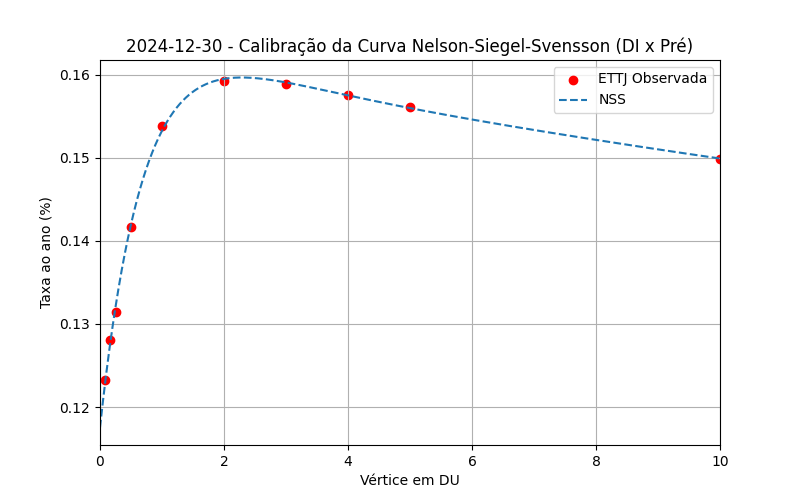 2024-12-30 - Calibração da Curva Nelson-Siegel-Svensson (DI x Pré)
ETTJ Observada
NSS
Taxa ao ano (%)
0.16
0.15
0.14
0.13
0.12
0 2 4 6 8 10
Vértice em DU